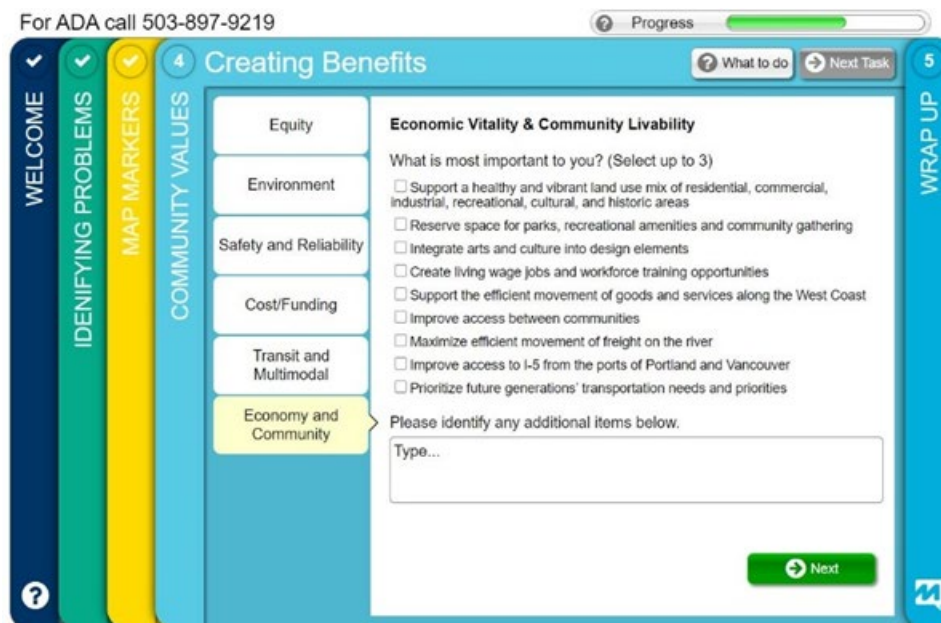 For ADA call 503-897-9219
? Progress
WELCOME
?
IDENIFYING PROBLEMS
MAP MARKERS
4
COMMUNITY VALUES
Creating Benefits
? What to do
Next Task
Equity
Environment
Safety and Reliability
Cost/Funding
Transit and
Multimodal
Economy and
Community
Economic Vitality & Community Livability
What is most important to you? (Select up to 3)
Support a healthy and vibrant land use mix of residential, commercial,
industrial, recreational, cultural, and historic areas
Reserve space for parks, recreational amenities and community gathering
Integrate arts and culture into design elements
Create living wage jobs and workforce training opportunities
Support the efficient movement of goods and services along the West Coast
Improve access between communities
Maximize efficient movement of freight on the river
Improve access to I-5 from the ports of Portland and Vancouver
Prioritize future generations' transportation needs and priorities
Please identify any additional items below.
Type...
Next
5
WRAP UP
m